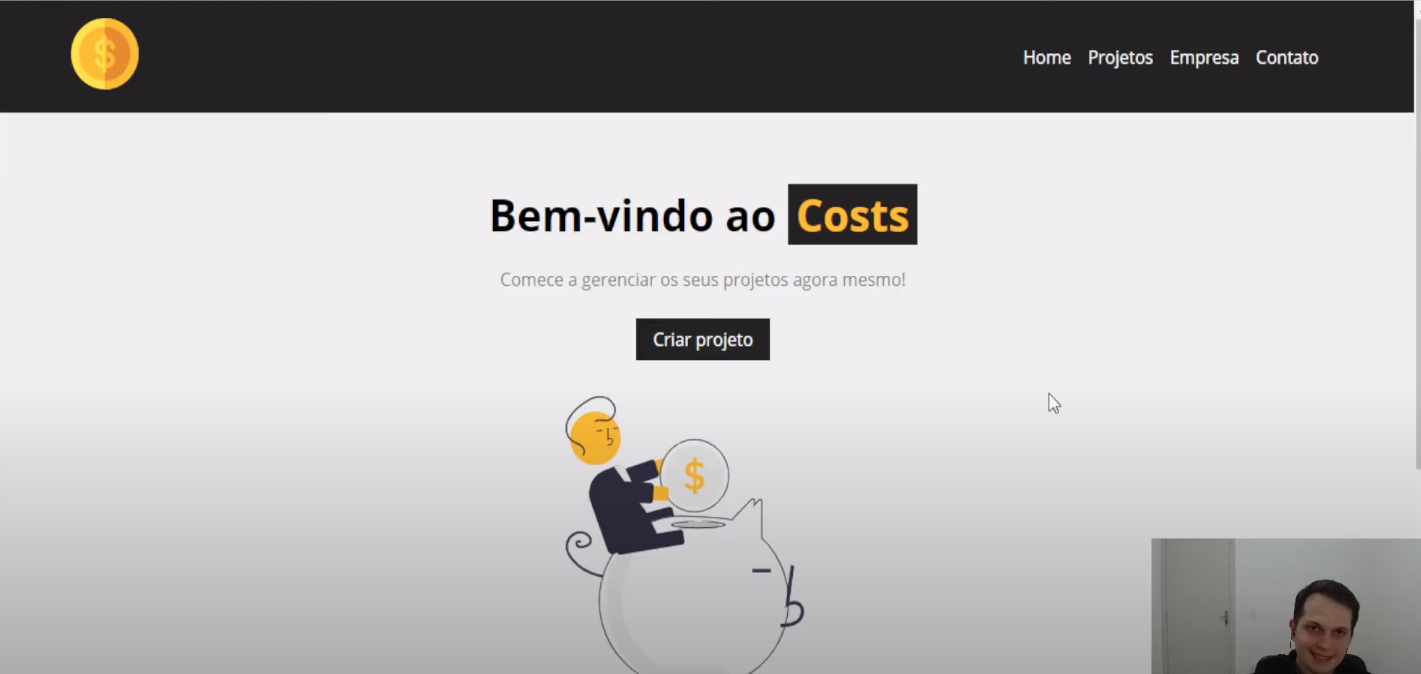 $
Home Projetos Empresa Contato
Bem-vindo ao Costs
Comece a gerenciar os seus projetos agora mesmo!
Criar projeto
$